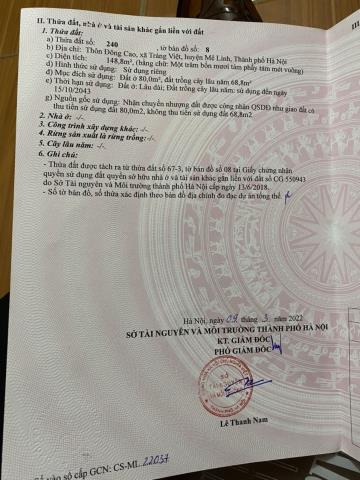 II. Thửa đất, nhà ở và tài sản khác gắn liền với đất
1. Thửa đất:
a) Thửa đất số: 240 , tờ bản đồ số: 8
b) Địa chỉ: Thôn Đông Cao, xã Tráng Việt, huyện Mê Linh, Thành phố Hà Nội
c) Diện tích: 148,8m², (bằng chữ: Một trăm bốn mươi tám phẩy tám mét vuông)
d) Hình thức sử dụng: Sử dụng riêng
đ) Mục đích sử dụng: Đất ở 80,0m², đất trồng cây lâu năm 68,8m²
e) Thời hạn sử dụng: Đất ở: Lâu dài; Đất trồng cây lâu năm: sử dụng đến ngày
15/10/2043
g) Nguồn gốc sử dụng: Nhận chuyển nhượng đất được công nhận QSDĐ như giao đất có
thu tiền sử dụng đất 80,0m2, không thu tiền sử dụng đất 68,8m2.
2. Nhà ở: -/-
3. Công trình xây dựng khác: -/-
4. Rừng sản xuất là rừng trồng: -/-
5. Cây lâu năm: -/-
6. Ghi chú:
- Thửa đất được tách ra từ thửa đất số 67-3, tờ bản đồ số 08 tại Giấy chứng nhận
quyền sử dụng đất quyền sở hữu nhà ở và tài sản khác gắn liền với đất số CG 550943
do Sở Tài nguyên và Môi trường thành phố Hà Nội cấp ngày 13/6/2018.
- Số tờ bản đồ, số thửa xác định theo bản đồ địa chính đo đạc dự án tổng thể.
Hà Nội, ngày 09 tháng 3 năm 2022
SỞ TÀI NGUYÊN VÀ MÔI TRƯỜNG THÀNH PHỐ HÀ NỘI
KT. GIÁM ĐỐC
PHÓ GIÁM ĐỐC
Lê Thanh Nam
Số vào sổ cấp GCN: CS-ML 22037